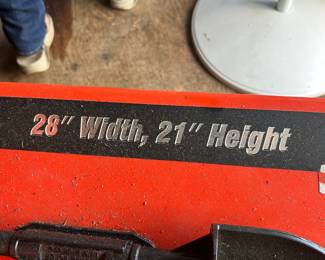 28" Width, 21" Height